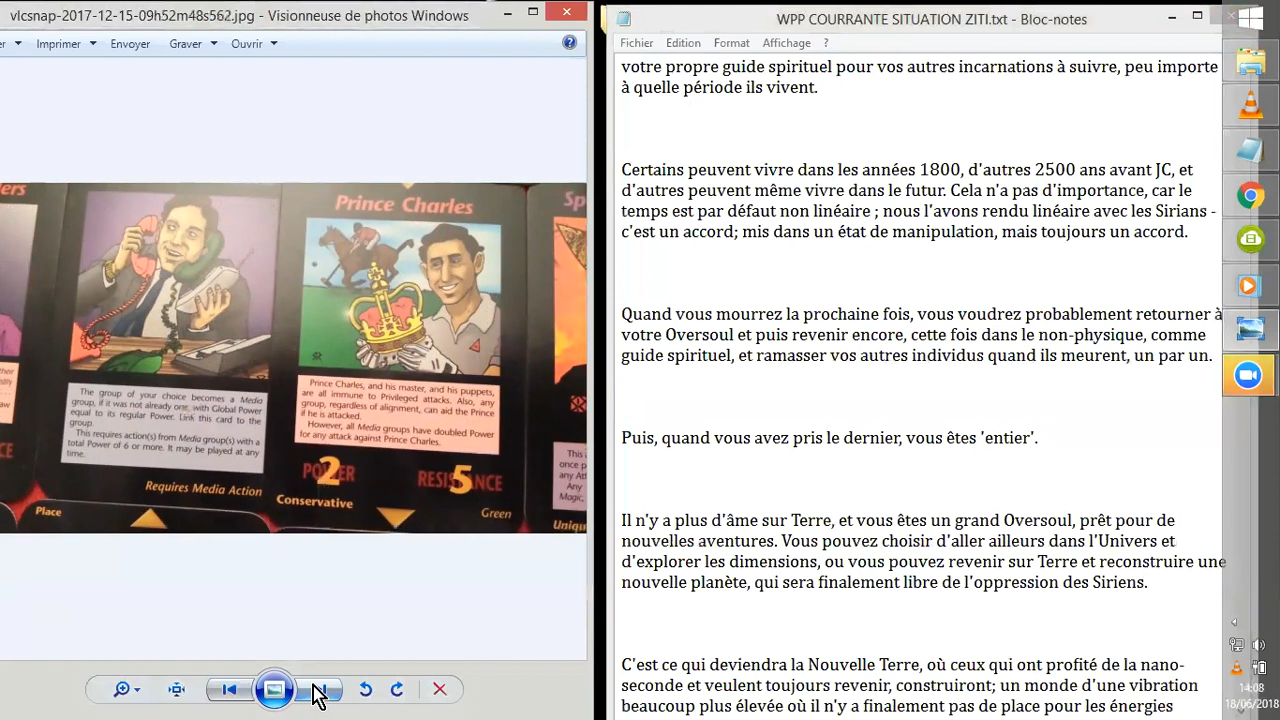 vlcsnap-2017-12-15-09h52m48s562.jpg - Visionneuse de photos Windows
Imprimer Envoyer Graver Ouvrir
Prince Charles
The group of your choice becomes a Media
group, if it was not already one, with Global Power
equal to its regular Power. Link this card to the
group.
This requires action(s) from Media group(s) with a
total Power of 6 or more. It may be played at any
time.
Requires Media Action
Place
Prince Charles, and his master, and his puppets,
are all immune to Privileged attacks. Also, any
group, regardless of alignment, can aid the Prince
if he is attacked.
However, all Media groups have doubled Power
for any attack against Prince Charles.
POWER 2
RESISTANCE 5
Conservative
Green
WPP COURRANTE SITUATION ZITI.txt - Bloc-notes
Fichier Edition Format Affichage ?
votre propre guide spirituel pour vos autres incarnations à suivre, peu importe
à quelle période ils vivent.
Certains peuvent vivre dans les années 1800, d'autres 2500 ans avant JC, et
d'autres peuvent même vivre dans le futur. Cela n'a pas d'importance, car le
temps est par défaut non linéaire ; nous l'avons rendu linéaire avec les Sirians -
c'est un accord; mis dans un état de manipulation, mais toujours un accord.
Quand vous mourrez la prochaine fois, vous voudrez probablement retourner à
votre Oversoul et puis revenir encore, cette fois dans le non-physique, comme
guide spirituel, et ramasser vos autres individus quand ils meurent, un par un.
Puis, quand vous avez pris le dernier, vous êtes 'entier'.
Il n'y a plus d'âme sur Terre, et vous êtes un grand Oversoul, prêt pour de
nouvelles aventures. Vous pouvez choisir d'aller ailleurs dans l'Univers et
d'explorer les dimensions, ou vous pouvez revenir sur Terre et reconstruire une
nouvelle planète, qui sera finalement libre de l'oppression des Siriens.
C'est ce qui deviendra la Nouvelle Terre, où ceux qui ont profité de la nano-
seconde et veulent toujours revenir, construiront; un monde d'une vibration
beaucoup plus élevée où il n'y a finalement pas de place pour les énergies
14:08
18/06/2018